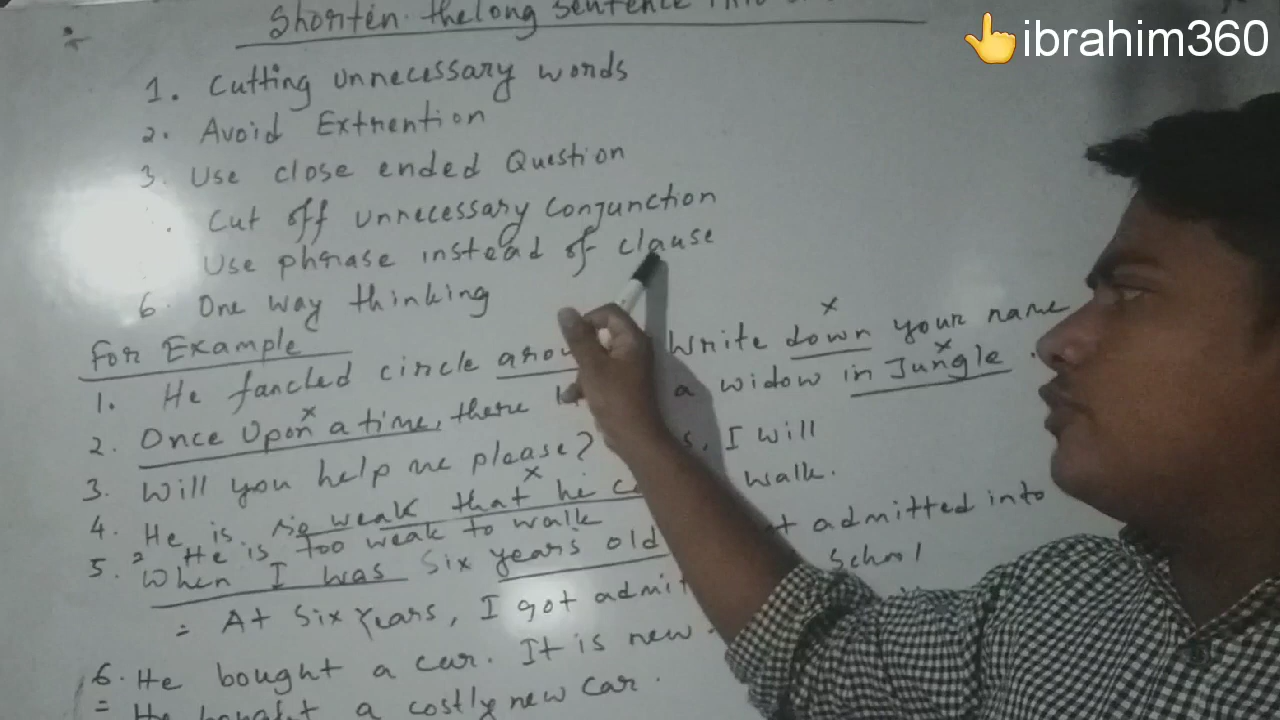 ibrahim360
Shorten the long sentence
1. Cutting unnecessary words
2. Avoid Extrention
3. Use close ended Question
. Cut off unnecessary conjunction
Use phrase instead of clause
6. One way thinking
For Example
1. He fancled circle Write down your name
2. Once Upon a time, there a widow in Jungle.
3. Will you help me please? I will
4. He is so weak that he walk.
= He is too weak to walk
5. When I was Six years old admitted into
School
= At Six Years, I got
6. He bought a car. It is new
= He bought a costly new car.